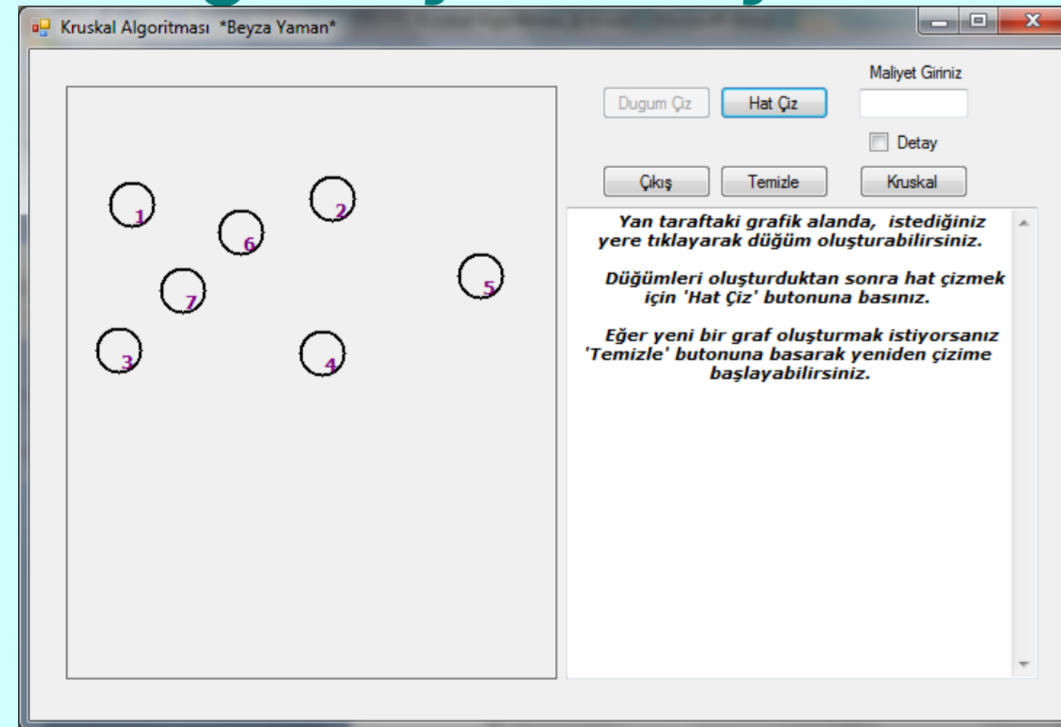 Kruskal Algoritması *Beyza Yaman*
Maliyet Giriniz
Dugum Çiz
Hat Çiz
Detay
Çıkış
Temizle
Kruskal
1
2
6
7
5
3
4
Yan taraftaki grafik alanda, istediğiniz
yere tıklayarak düğüm oluşturabilirsiniz.
Düğümleri oluşturduktan sonra hat çizmek
için 'Hat Çiz' butonuna basınız.
Eğer yeni bir graf oluşturmak istiyorsanız
'Temizle' butonuna basarak yeniden çizime
başlayabilirsiniz.